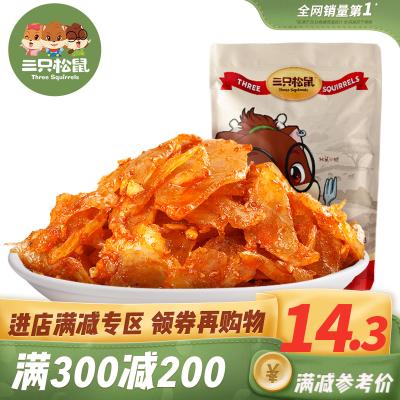 三只松鼠
Three Squirrels
全网销量第1
三只松鼠
Three Squirrels
THREE SQUIRRELS
进店满减专区 领券再购物
满300减200
14.3
满减参考价